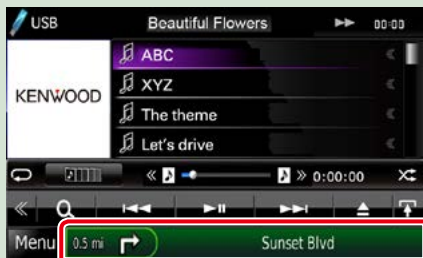 USB Beautiful Flowers 00:00
ABC
XYZ
KENWOOD
The theme
Let's drive
0:00:00
Menu 0.5 mi Sunset Blvd